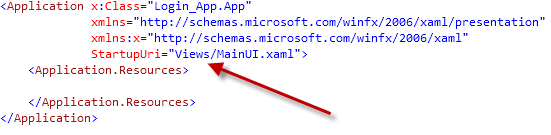 <Application x:Class="Login_App.App"
xmlns="http://schemas.microsoft.com/winfx/2006/xaml/presentation"
xmlns:x="http://schemas.microsoft.com/winfx/2006/xaml"
StartupUri="Views/MainUI.xaml">
<Application.Resources>
</Application.Resources>
</Application>